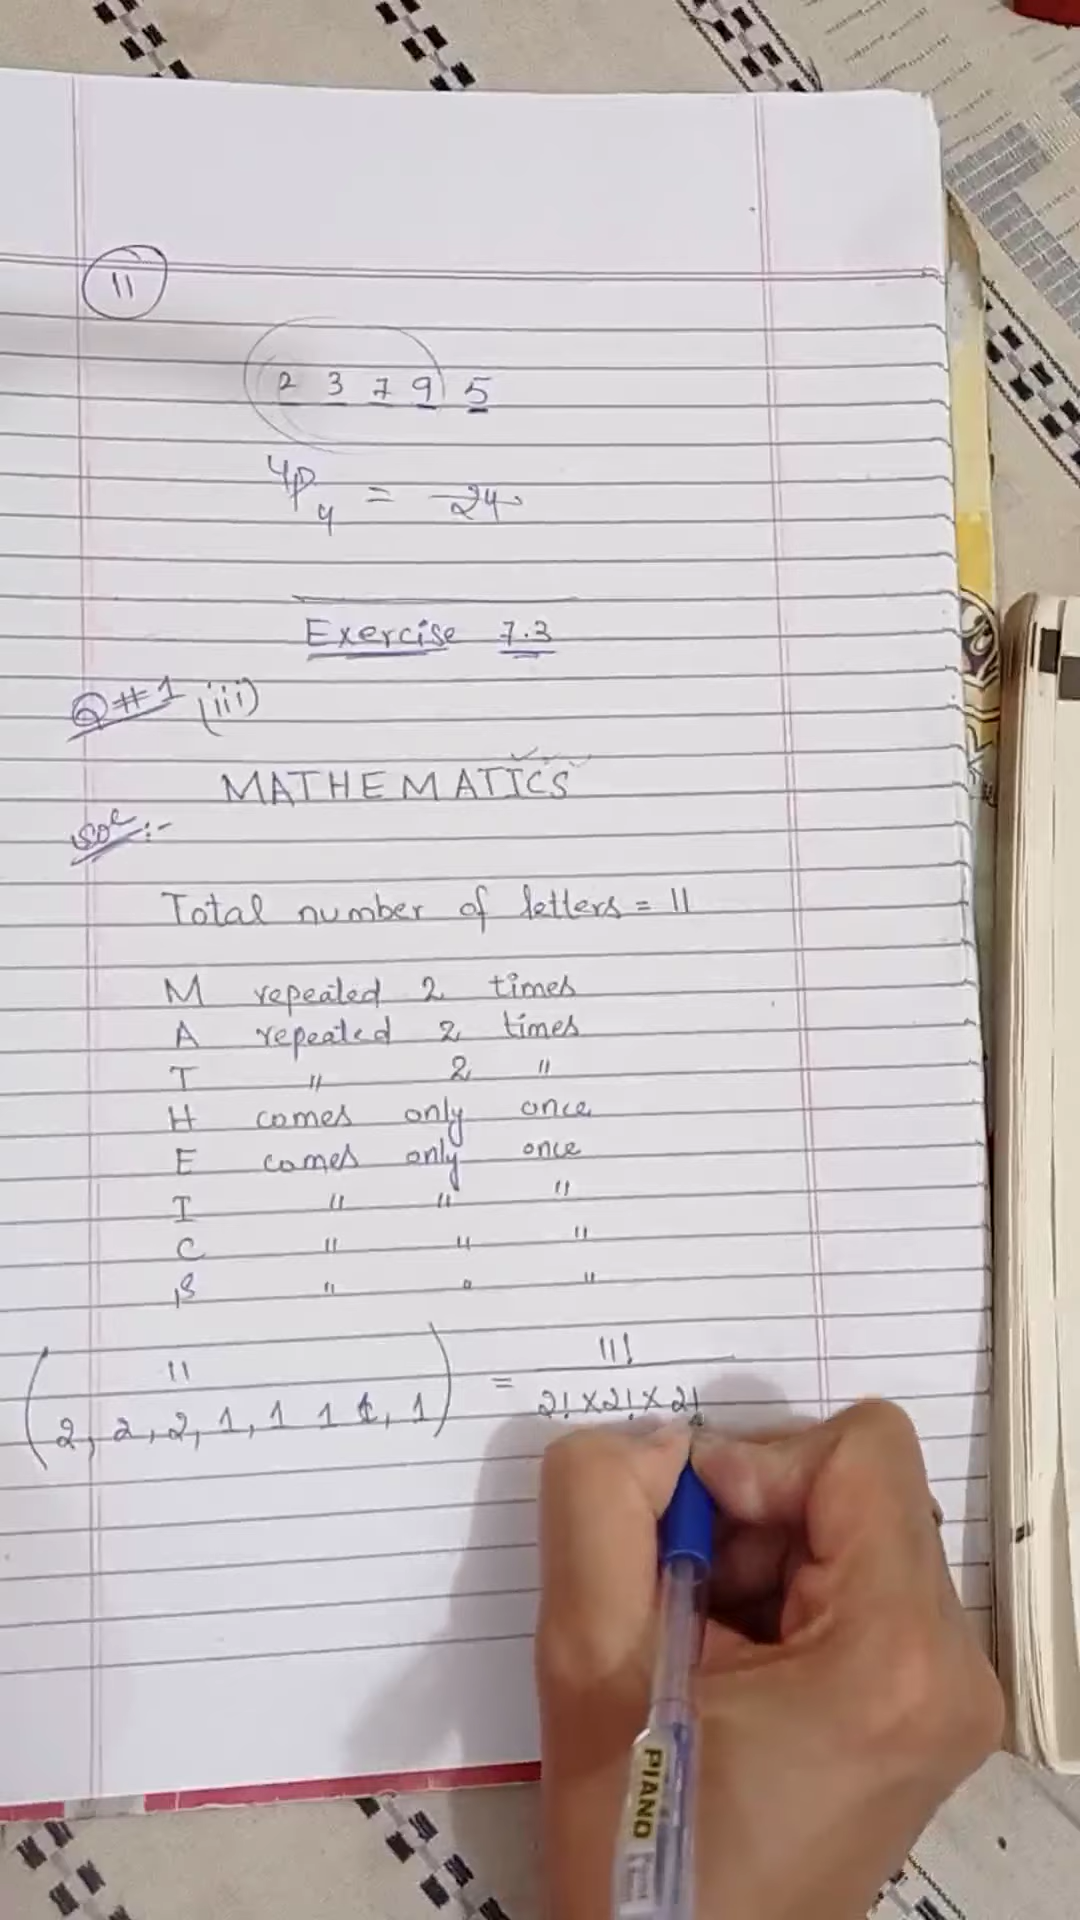 11
2 3 7 9 5
4P4 = 24
Exercise 7.3
Q#1 (iii)
MATHEMATICS
Sol:-
Total number of letters = 11
M repeated 2 times
A repeated 2 times
T " 2 "
H comes only once
E comes only once
I " " "
C " " "
S " " "
( 11 2, 2, 2, 1, 1 1 1, 1 ) = 11! / 2! × 2! × 2!
PIANO